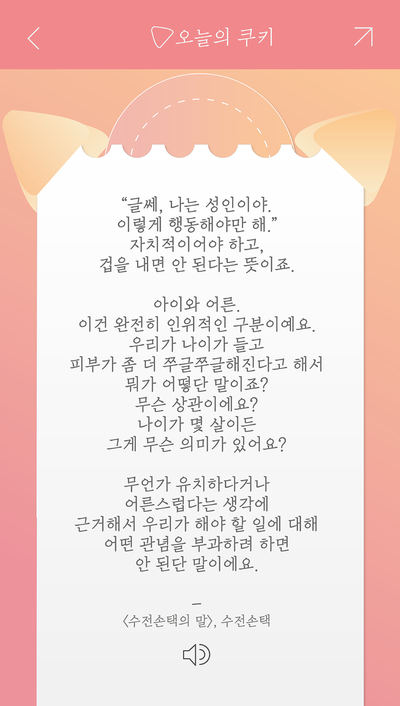 오늘의 쿠키
“글쎄, 나는 성인이야.
이렇게 행동해야만 해.”
자치적이어야 하고,
겁을 내면 안 된다는 뜻이죠.
아이와 어른.
이건 완전히 인위적인 구분이예요.
우리가 나이가 들고
피부가 좀 더 쭈글쭈글해진다고 해서
뭐가 어떻단 말이죠?
무슨 상관이에요?
나이가 몇 살이든
그게 무슨 의미가 있어요?
무언가 유치하다거나
어른스럽다는 생각에
근거해서 우리가 해야 할 일에 대해
어떤 관념을 부과하려 하면
안 된단 말이에요.
–
〈수전손택의 말〉, 수전손택